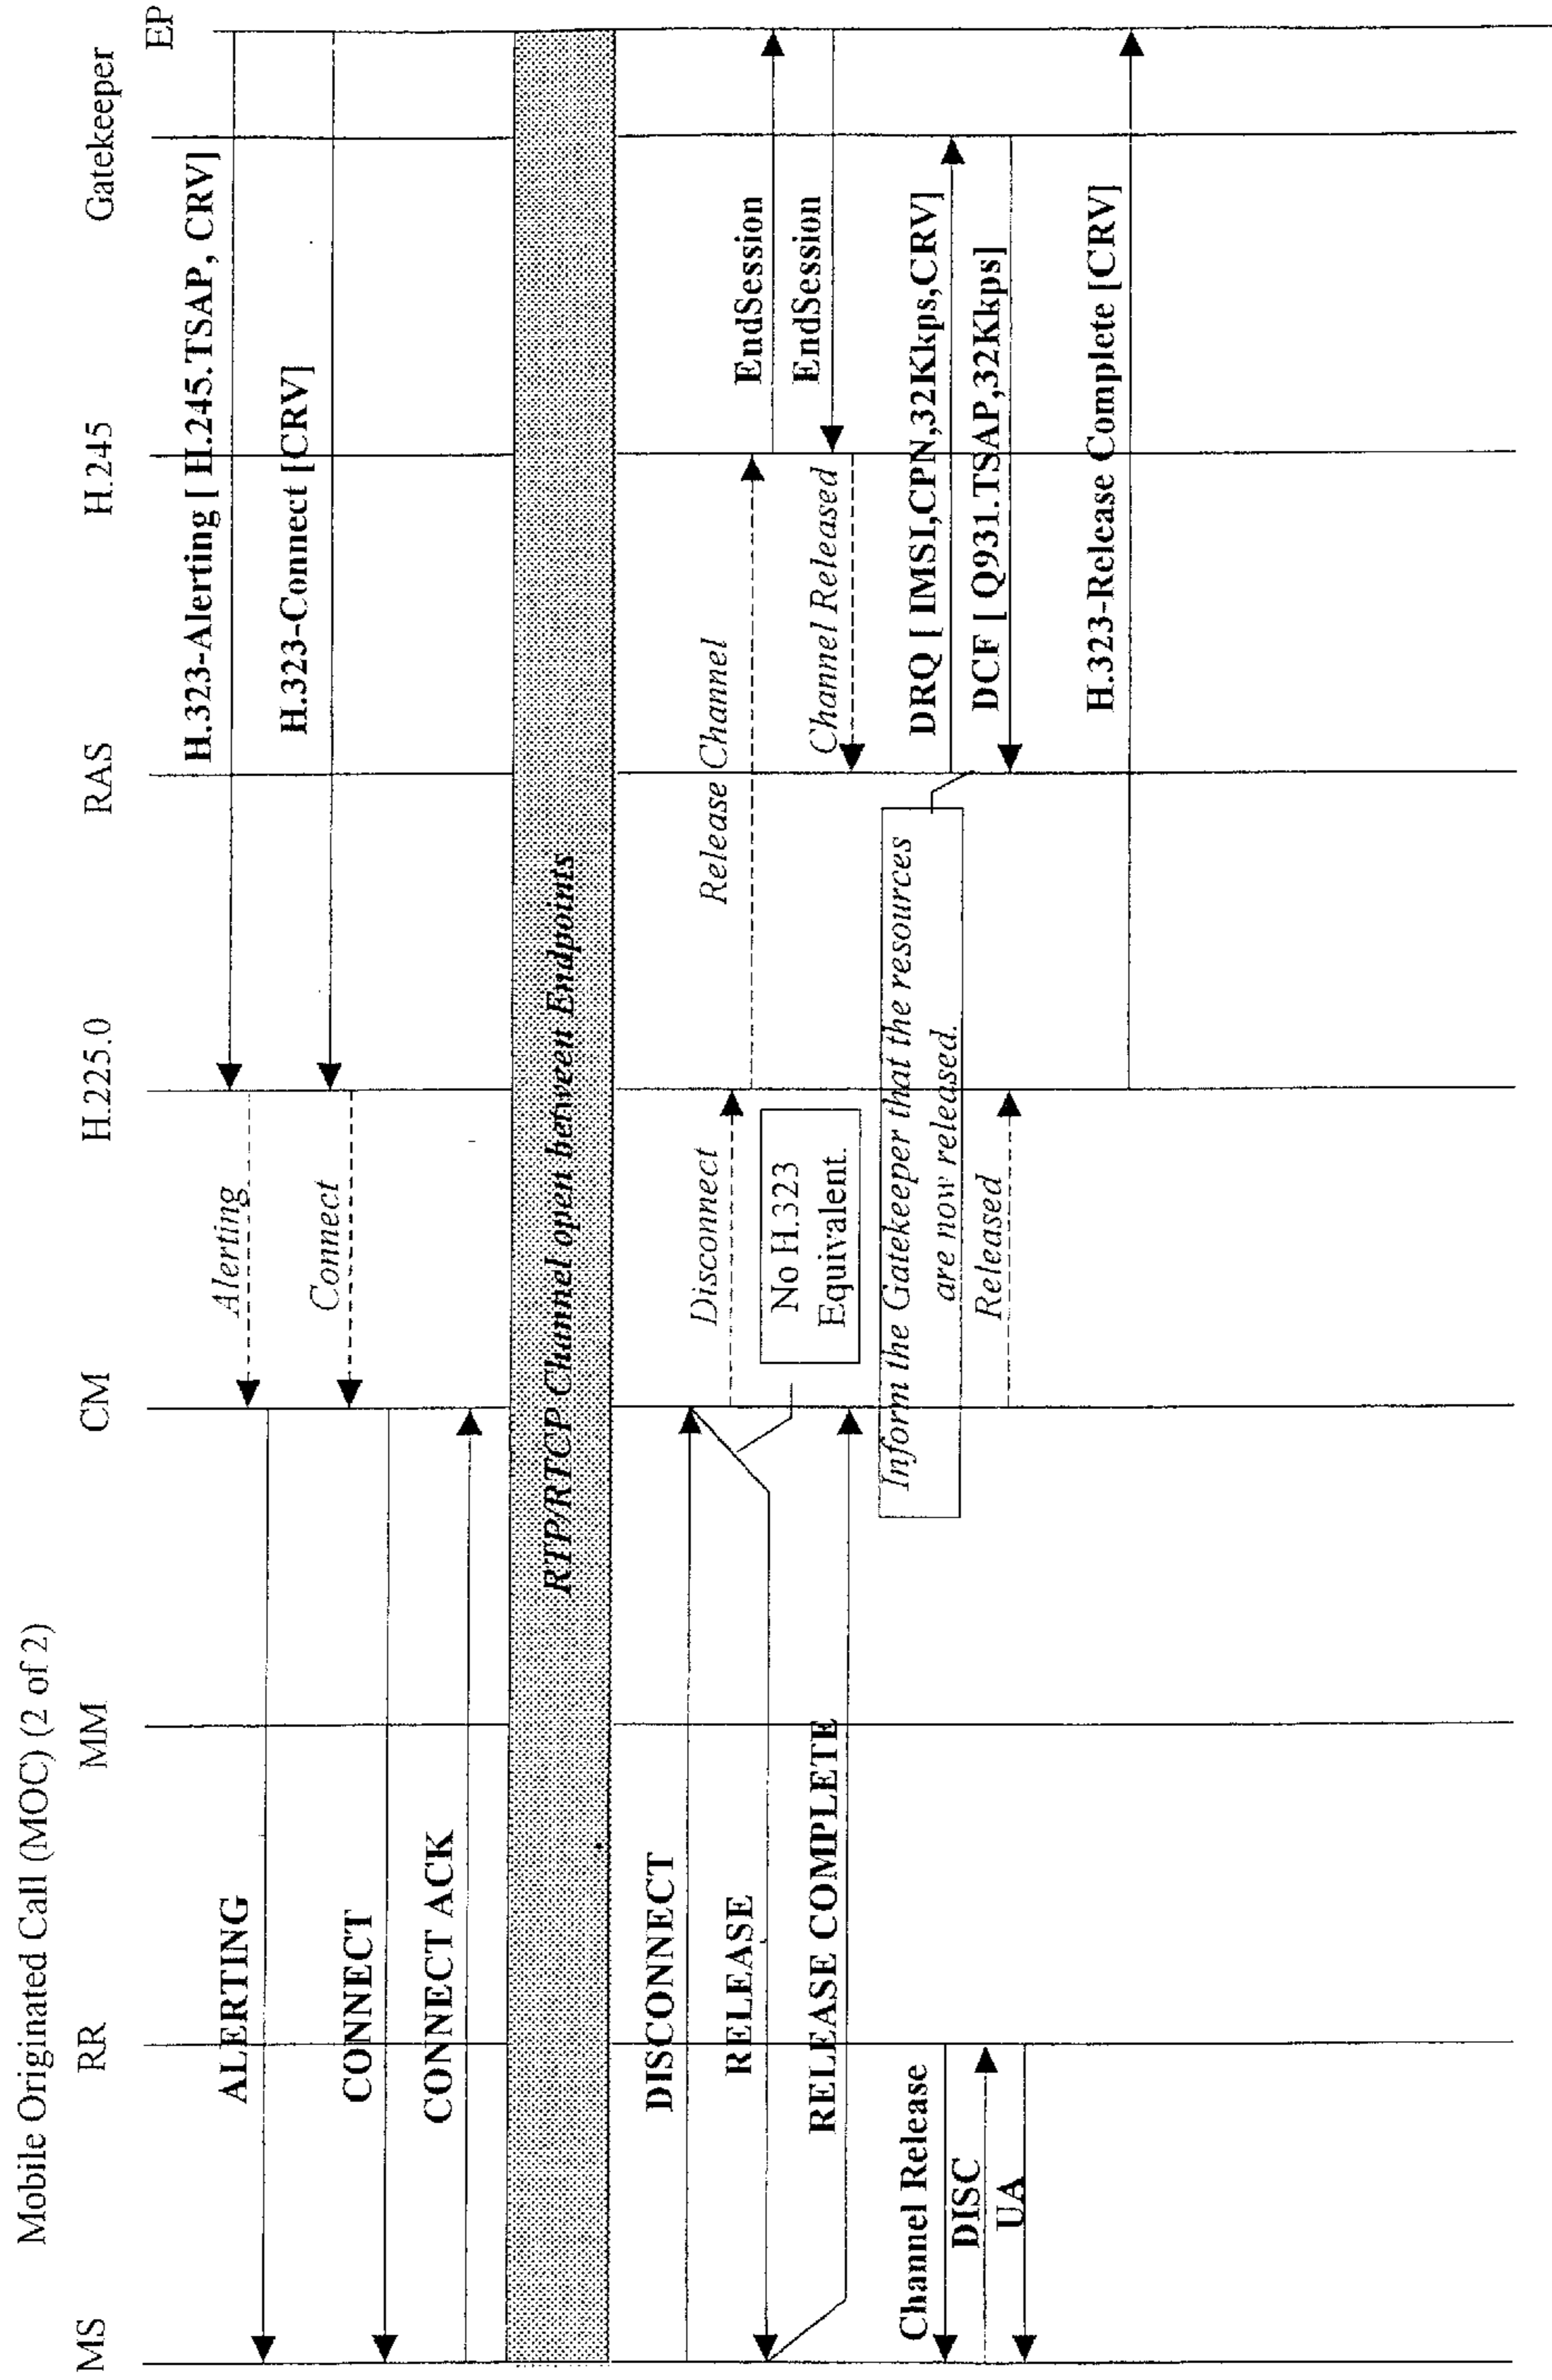 Mobile Originated Call (MOC) (2 of 2)
MS
RR
MM
CM
H.225.0
RAS
H.245
Gatekeeper
EP
H.323-Alerting [ H.245.TSAP, CRV]
Alerting
ALERTING
H.323-Connect [CRV]
Connect
CONNECT
CONNECT ACK
RTP/RTCP Channel open between Endpoints
DISCONNECT
Disconnect
Release Channel
EndSession
RELEASE
No H.323
Equivalent.
EndSession
RELEASE COMPLETE
Channel Released
Inform the Gatekeeper that the resources
are now released.
DRQ [ IMSI,CPN,32Kkps,CRV]
Channel Release
DISC
UA
Released
DCF [ Q931.TSAP,32Kkps]
H.323-Release Complete [CRV]